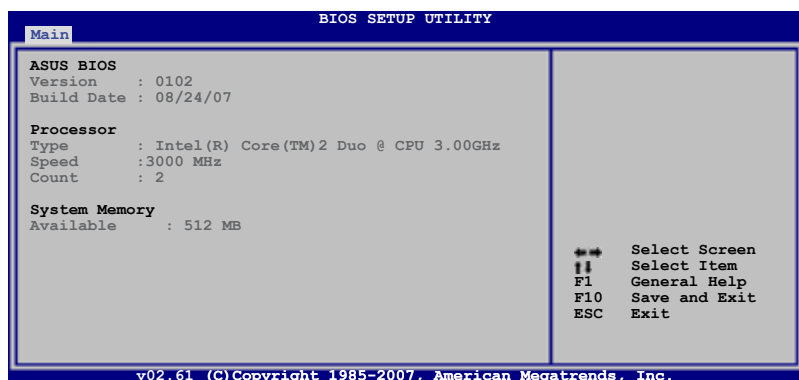 BIOS SETUP UTILITY
Main
ASUS BIOS
Version : 0102
Build Date : 08/24/07
Processor
Type : Intel(R) Core(TM)2 Duo @ CPU 3.00GHz
Speed :3000 MHz
Count : 2
System Memory
Available : 512 MB
←→ Select Screen
↑↓ Select Item
F1 General Help
F10 Save and Exit
ESC Exit
v02.61 (C)Copyright 1985-2007, American Megatrends, Inc.